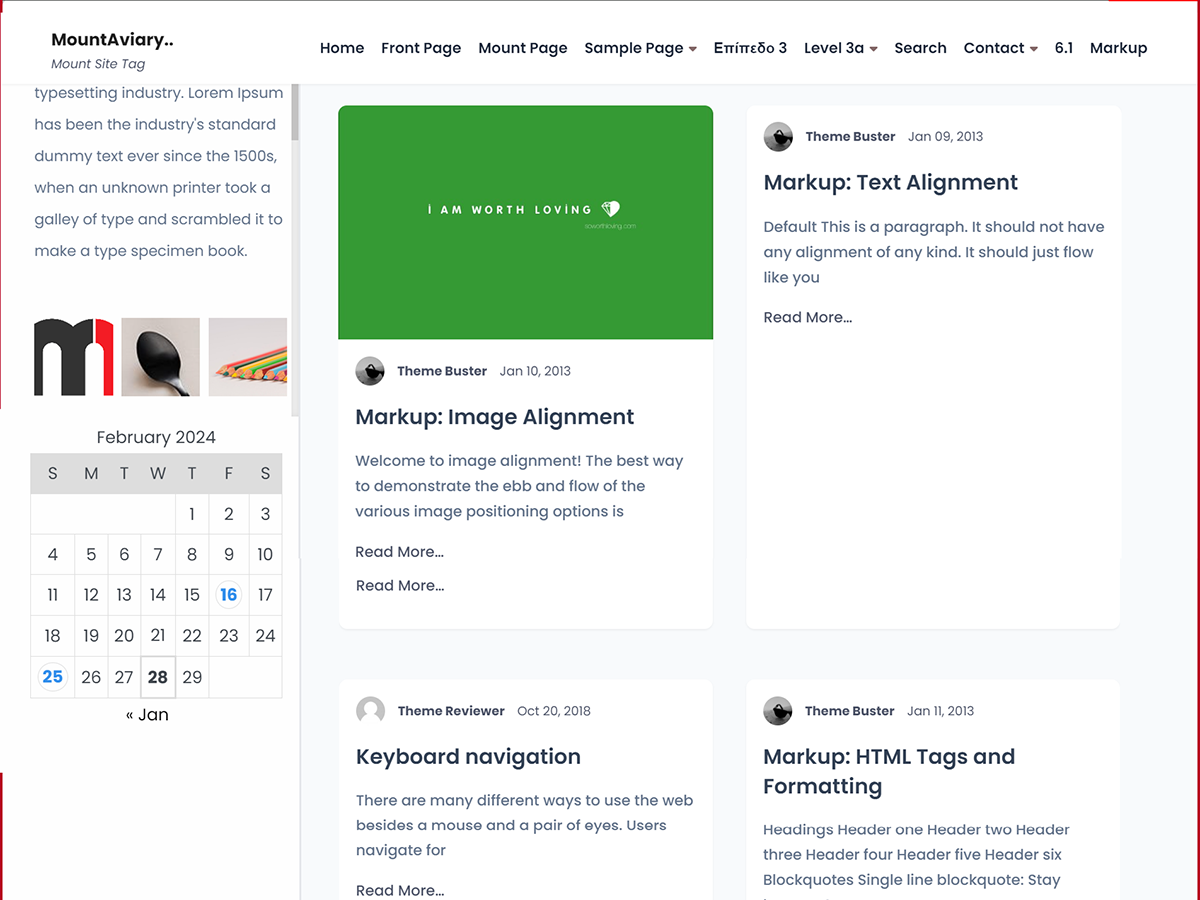 MountAviary..
Mount Site Tag
Home Front Page Mount Page Sample Page Επίπεδο 3 Level 3a Search Contact 6.1 Markup
typesetting industry. Lorem Ipsum
has been the industry's standard
dummy text ever since the 1500s,
when an unknown printer took a
galley of type and scrambled it to
make a type specimen book.
February 2024
S M T W T F S
1 2 3
4 5 6 7 8 9 10
11 12 13 14 15 16 17
18 19 20 21 22 23 24
25 26 27 28 29
« Jan
I AM WORTH LOVING
soworthloving.com
Theme Buster Jan 10, 2013
Markup: Image Alignment
Welcome to image alignment! The best way
to demonstrate the ebb and flow of the
various image positioning options is
Read More...
Read More...
Theme Buster Jan 09, 2013
Markup: Text Alignment
Default This is a paragraph. It should not have
any alignment of any kind. It should just flow
like you
Read More...
Theme Reviewer Oct 20, 2018
Keyboard navigation
There are many different ways to use the web
besides a mouse and a pair of eyes. Users
navigate for
Read More...
Theme Buster Jan 11, 2013
Markup: HTML Tags and
Formatting
Headings Header one Header two Header
three Header four Header five Header six
Blockquotes Single line blockquote: Stay